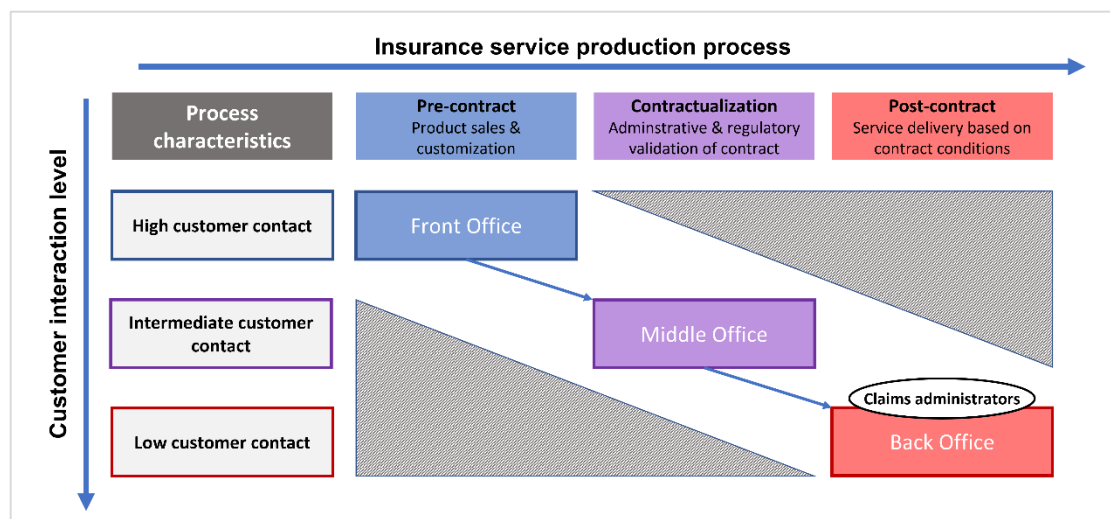 Insurance service production process
Customer interaction level
Process
characteristics
Pre-contract
Product sales &
customization
Contractualization
Adminstrative & regulatory
validation of contract
Post-contract
Service delivery based on
contract conditions
High customer contact
Front Office
Intermediate customer
contact
Middle Office
Claims administrators
Low customer contact
Back Office